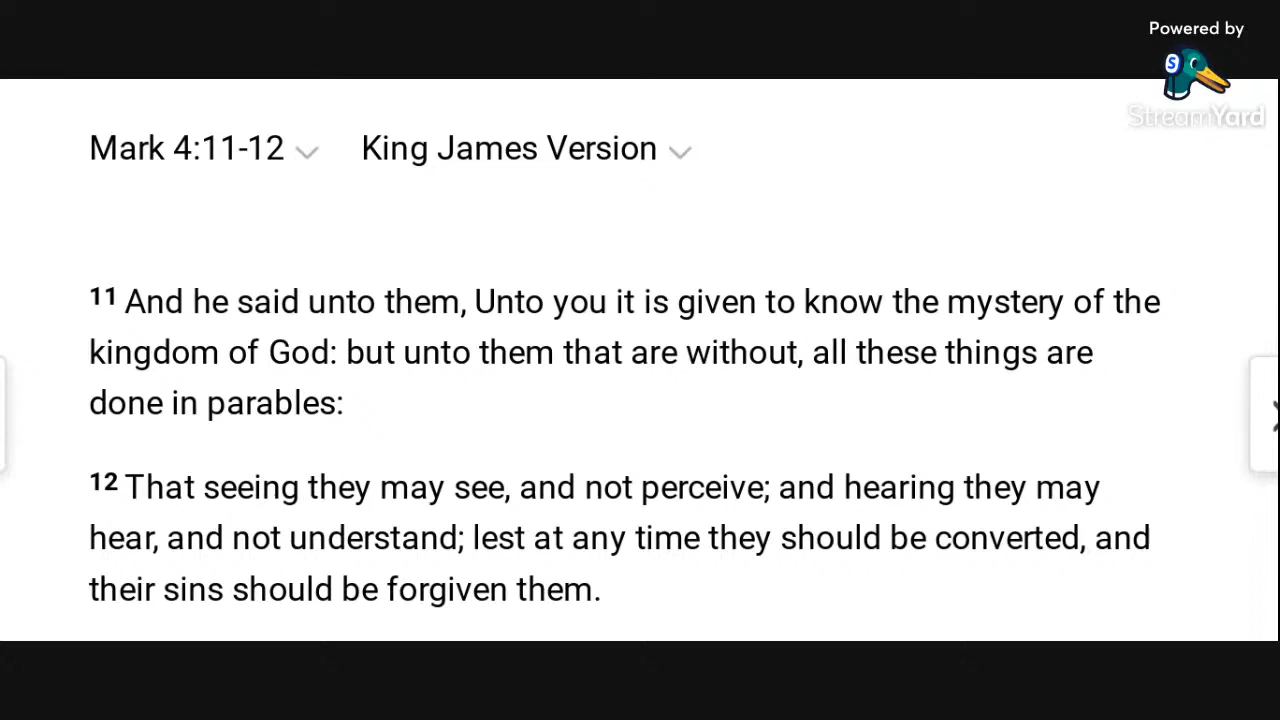 Powered by
S
StreamYard
Mark 4:11-12 King James Version
11 And he said unto them, Unto you it is given to know the mystery of the
kingdom of God: but unto them that are without, all these things are
done in parables:
12 That seeing they may see, and not perceive; and hearing they may
hear, and not understand; lest at any time they should be converted, and
their sins should be forgiven them.